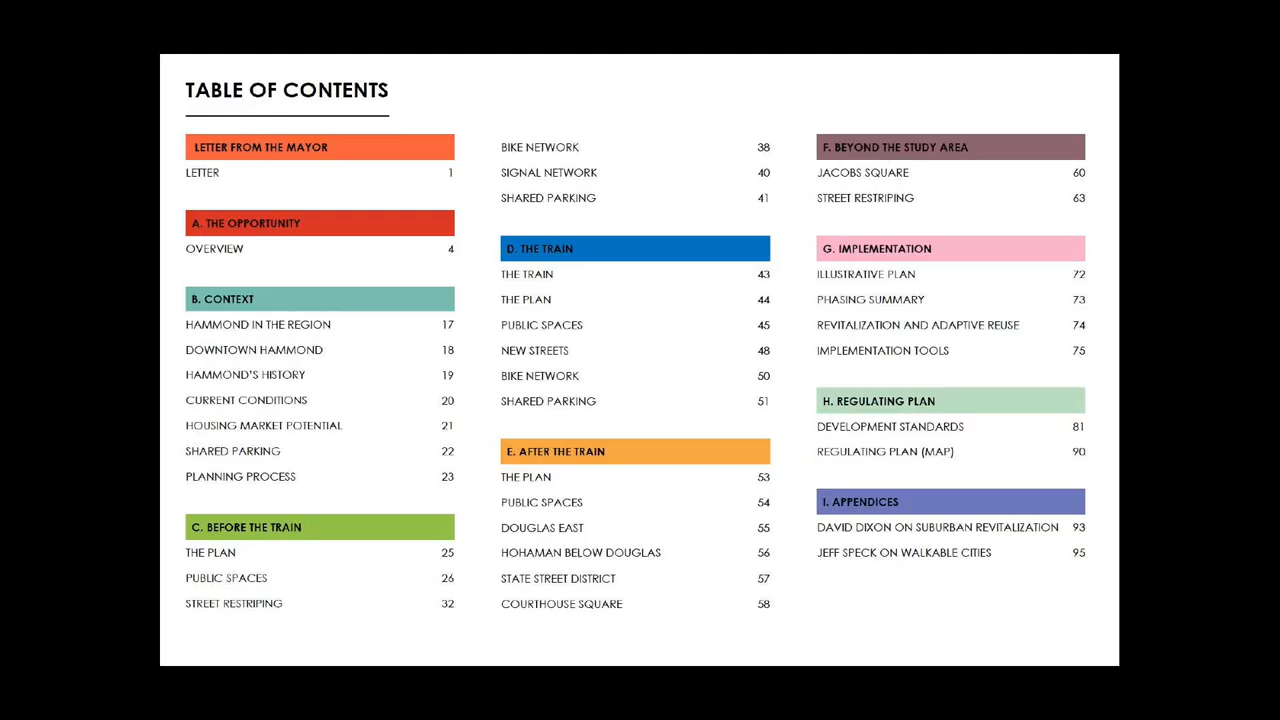 TABLE OF CONTENTS
LETTER FROM THE MAYOR
LETTER 1
A. THE OPPORTUNITY
OVERVIEW 4
B. CONTEXT
HAMMOND IN THE REGION 17
DOWNTOWN HAMMOND 18
HAMMOND'S HISTORY 19
CURRENT CONDITIONS 20
HOUSING MARKET POTENTIAL 21
SHARED PARKING 22
PLANNING PROCESS 23
C. BEFORE THE TRAIN
THE PLAN 25
PUBLIC SPACES 26
STREET RESTRIPING 32
BIKE NETWORK 38
SIGNAL NETWORK 40
SHARED PARKING 41
D. THE TRAIN
THE TRAIN 43
THE PLAN 44
PUBLIC SPACES 45
NEW STREETS 48
BIKE NETWORK 50
SHARED PARKING 51
E. AFTER THE TRAIN
THE PLAN 53
PUBLIC SPACES 54
DOUGLAS EAST 55
HOHAMAN BELOW DOUGLAS 56
STATE STREET DISTRICT 57
COURTHOUSE SQUARE 58
F. BEYOND THE STUDY AREA
JACOBS SQUARE 60
STREET RESTRIPING 63
G. IMPLEMENTATION
ILLUSTRATIVE PLAN 72
PHASING SUMMARY 73
REVITALIZATION AND ADAPTIVE REUSE 74
IMPLEMENTATION TOOLS 75
H. REGULATING PLAN
DEVELOPMENT STANDARDS 81
REGULATING PLAN (MAP) 90
I. APPENDICES
DAVID DIXON ON SUBURBAN REVITALIZATION 93
JEFF SPECK ON WALKABLE CITIES 95